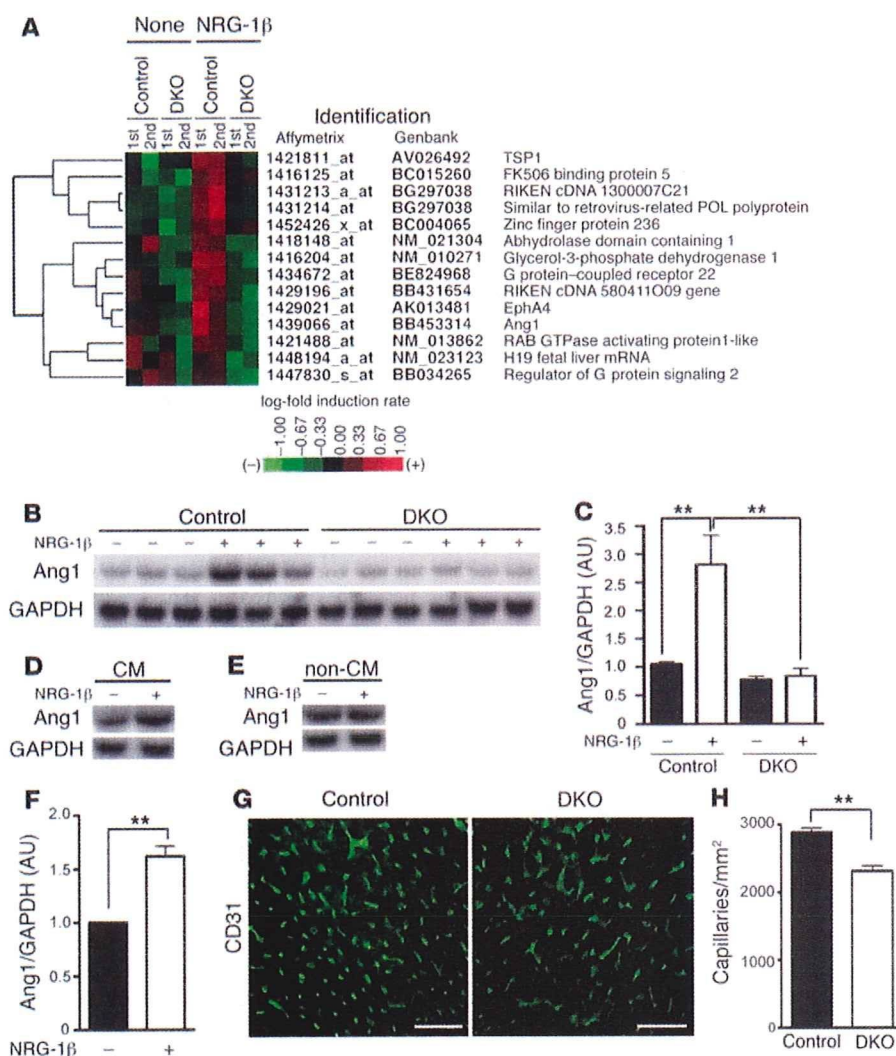 A
None NRG-1β
Control DKO Control DKO
1st 2nd 1st 2nd 1st 2nd 1st 2nd
Identification
Affymetrix Genbank
1421811_at AV026492 TSP1
1416125_at BC015260 FK506 binding protein 5
1431213_a_at BG297038 RIKEN cDNA 1300007C21
1431214_at BG297038 Similar to retrovirus-related POL polyprotein
1452426_x_at BC004065 Zinc finger protein 236
1418148_at NM_021304 Abhydrolase domain containing 1
1416204_at NM_010271 Glycerol-3-phosphate dehydrogenase 1
1434672_at BE824968 G protein–coupled receptor 22
1429196_at BB431654 RIKEN cDNA 580411O09 gene
1429021_at AK013481 EphA4
1439066_at BB453314 Ang1
1421488_at NM_013862 RAB GTPase activating protein1-like
1448194_a_at NM_023123 H19 fetal liver mRNA
1447830_s_at BB034265 Regulator of G protein signaling 2
log-fold induction rate
−1.00 −0.67 −0.33 0.00 0.33 0.67 1.00
(−) (+)
B
Control DKO
NRG-1β − − − + + + − − − + + +
Ang1
GAPDH
C
Ang1/GAPDH (AU)
3.5
3.0
2.5
2.0
1.5
1.0
0.5
0
** **
NRG-1β − + − +
Control DKO
D
CM
NRG-1β − +
Ang1
GAPDH
E
non-CM
NRG-1β − +
Ang1
GAPDH
F
Ang1/GAPDH (AU)
2.0
1.5
1.0
0.5
0
**
NRG-1β − +
G
Control DKO
CD31
H
Capillaries/mm²
3000
2000
1000
0
**
Control DKO